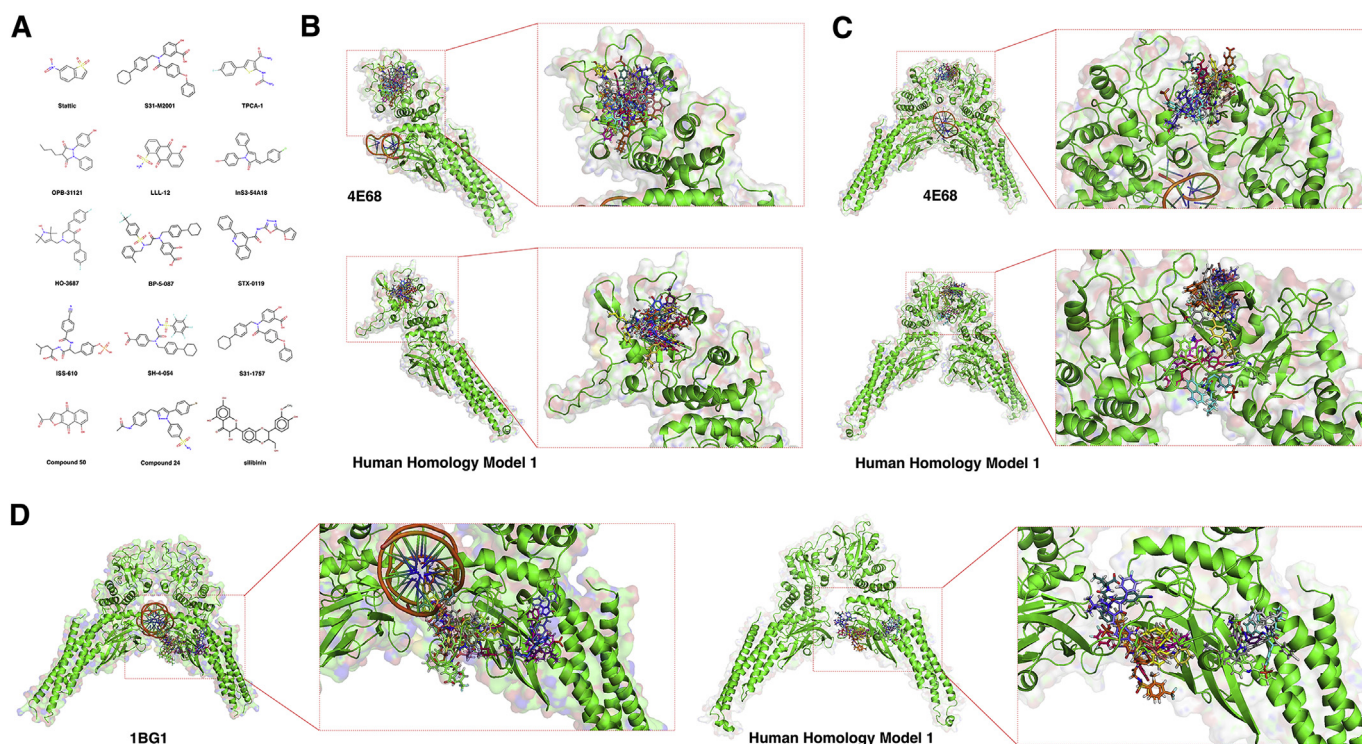 A
Stattic
S31-M2001
TPCA-1
OPB-31121
LLL-12
InS3-54A18
HO-3687
BP-5-087
STX-0119
ISS-610
SH-4-054
S31-1757
Compound 50
Compound 24
silibinin
B
4E68
Human Homology Model 1
C
4E68
Human Homology Model 1
D
1BG1
Human Homology Model 1